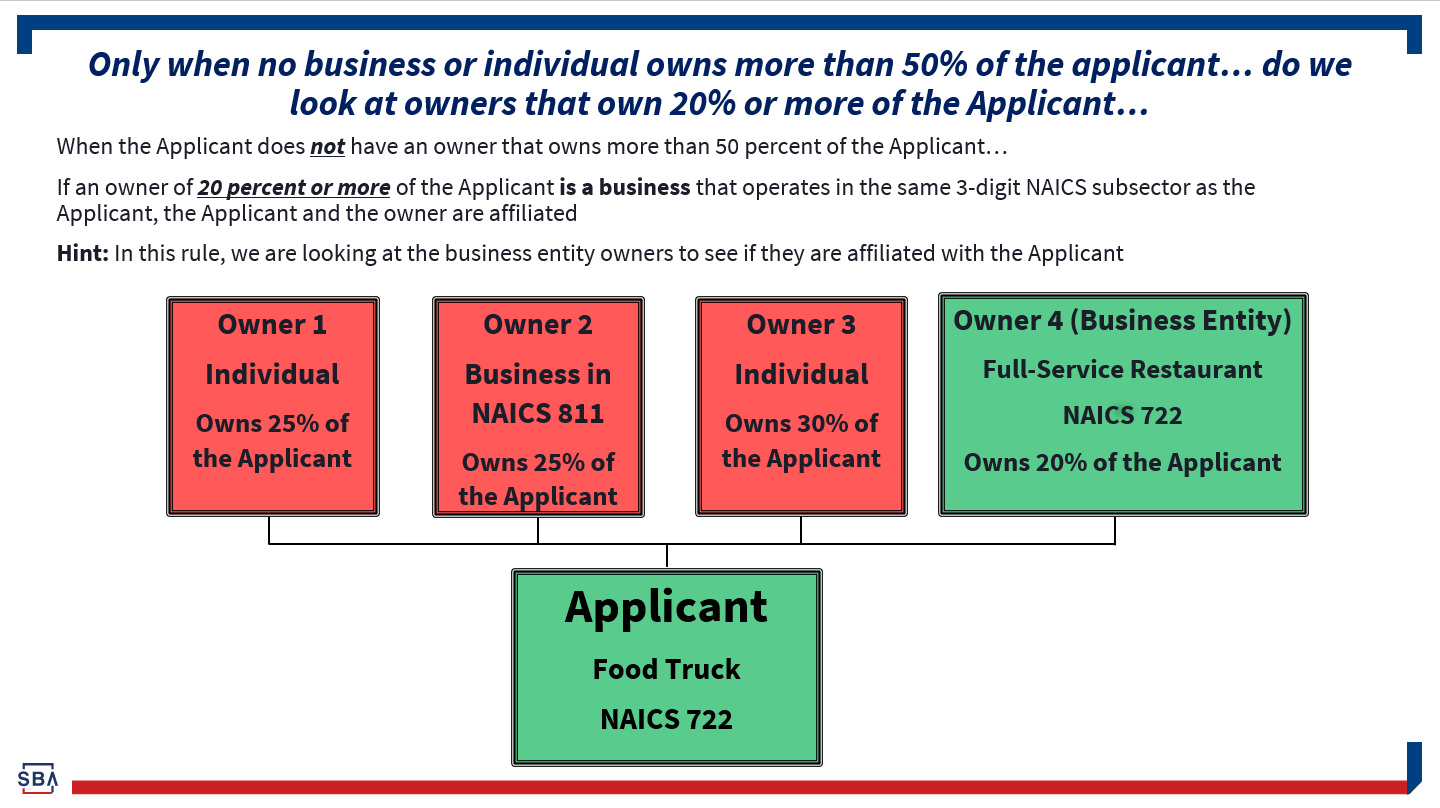 Only when no business or individual owns more than 50% of the applicant… do we
look at owners that own 20% or more of the Applicant…
When the Applicant does not have an owner that owns more than 50 percent of the Applicant…
If an owner of 20 percent or more of the Applicant is a business that operates in the same 3-digit NAICS subsector as the
Applicant, the Applicant and the owner are affiliated
Hint: In this rule, we are looking at the business entity owners to see if they are affiliated with the Applicant
Owner 1
Individual
Owns 25% of
the Applicant
Owner 2
Business in
NAICS 811
Owns 25% of
the Applicant
Owner 3
Individual
Owns 30% of
the Applicant
Owner 4 (Business Entity)
Full-Service Restaurant
NAICS 722
Owns 20% of the Applicant
Applicant
Food Truck
NAICS 722
SBA